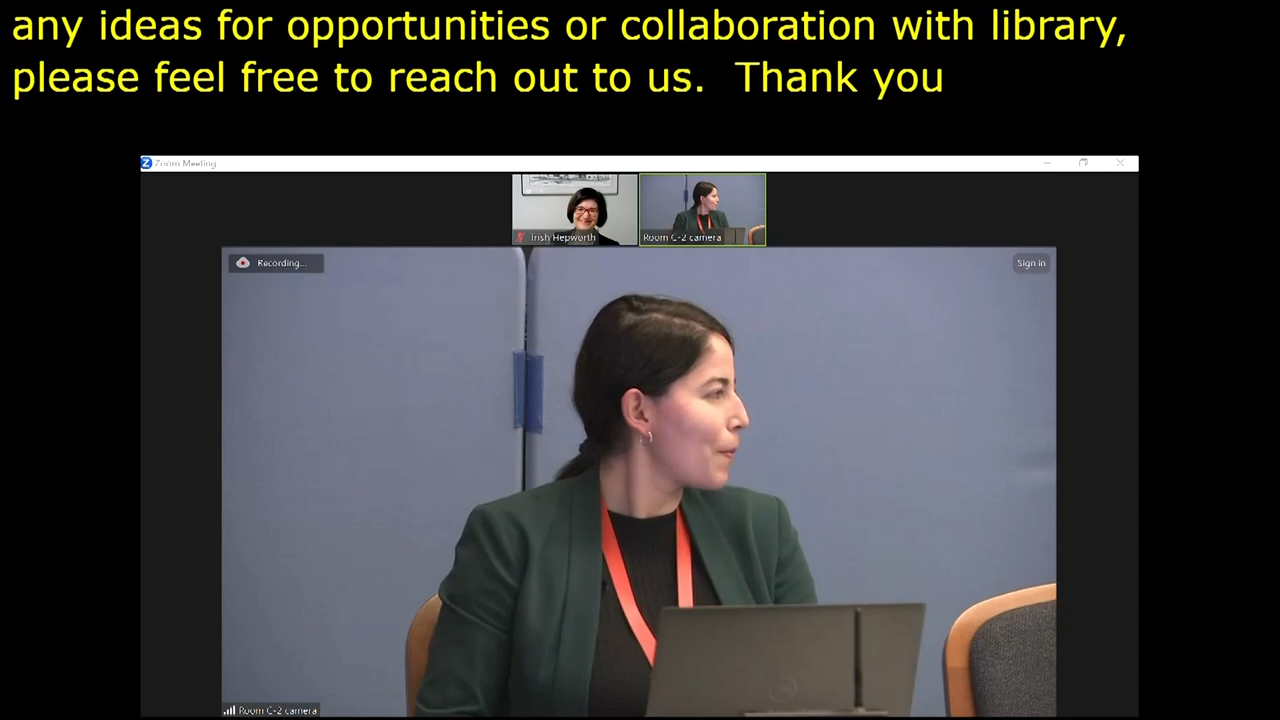 any ideas for opportunities or collaboration with library,
please feel free to reach out to us.  Thank you
Zoom Meeting
Irish Hepworth
Room C-2 camera
Recording...
Sign in
Room C-2 camera